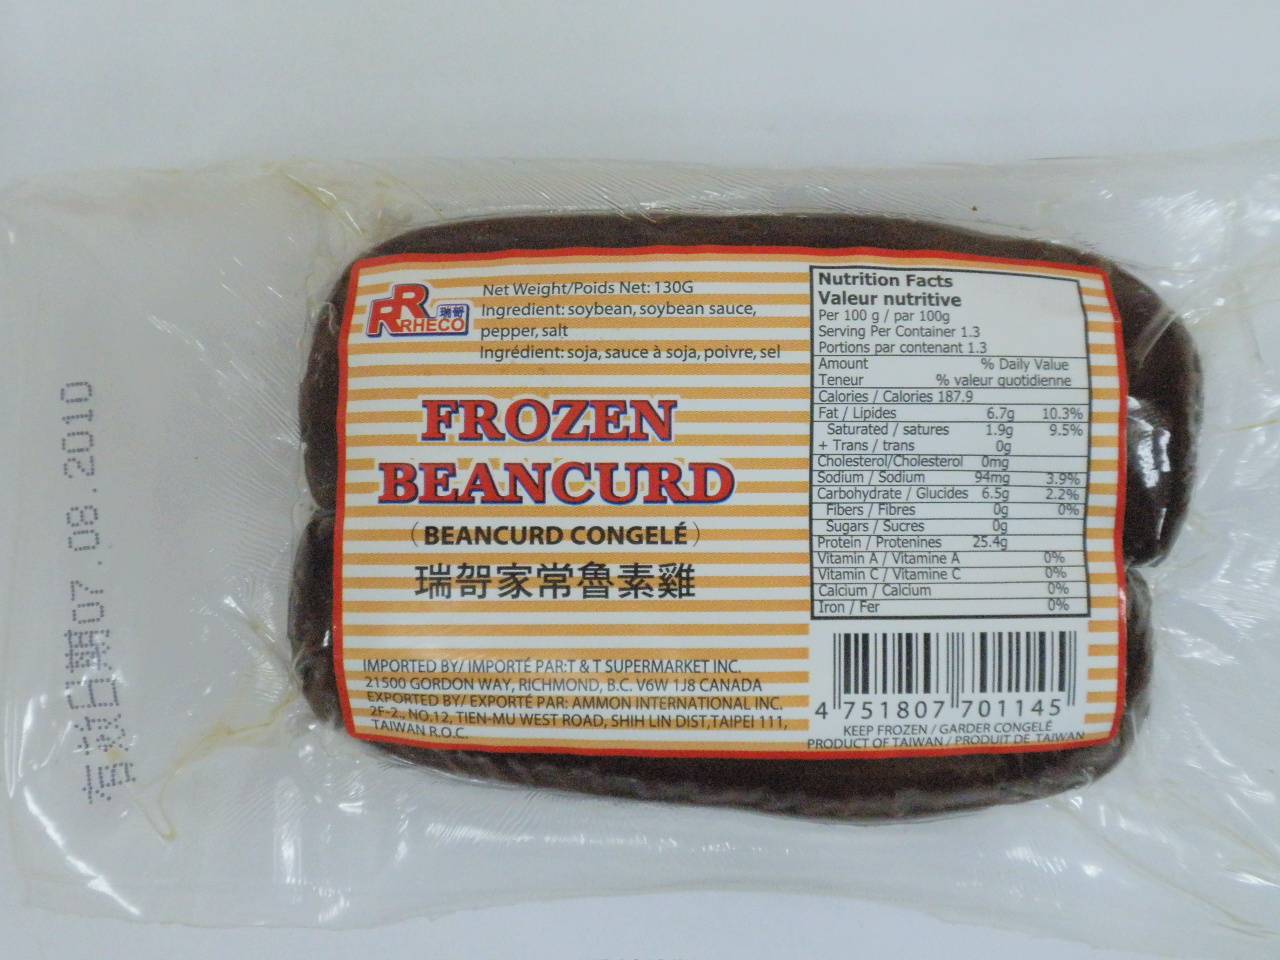 RRHECO 瑞哿
Net Weight/Poids Net: 130G
Ingredient: soybean, soybean sauce,
pepper, salt
Ingrédient: soja, sauce à soja, poivre, sel
FROZEN
BEANCURD
(BEANCURD CONGELÉ)
瑞哿家常魯素雞
IMPORTED BY/ IMPORTÉ PAR:T & T SUPERMARKET INC.
21500 GORDON WAY, RICHMOND, B.C. V6W 1J8 CANADA
EXPORTED BY/ EXPORTÉ PAR: AMMON INTERNATIONAL INC.
2F-2., NO.12, TIEN-MU WEST ROAD, SHIH LIN DIST,TAIPEI 111,
TAIWAN R.O.C.
Nutrition Facts
Valeur nutritive
Per 100 g / par 100g
Serving Per Container 1.3
Portions par contenant 1.3
Amount % Daily Value
Teneur % valeur quotidienne
Calories / Calories 187.9
Fat / Lipides 6.7g 10.3%
Saturated / satures 1.9g 9.5%
+ Trans / trans 0g
Cholesterol/Cholesterol 0mg
Sodium / Sodium 94mg 3.9%
Carbohydrate / Glucides 6.5g 2.2%
Fibers / Fibres 0g 0%
Sugars / Sucres 0g
Protein / Protenines 25.4g
Vitamin A / Vitamine A 0%
Vitamin C / Vitamine C 0%
Calcium / Calcium 0%
Iron / Fer 0%
4 751807 701145
KEEP FROZEN / GARDER CONGELÉ
PRODUCT OF TAIWAN / PRODUIT DE TAIWAN
有效日期07.08.2010